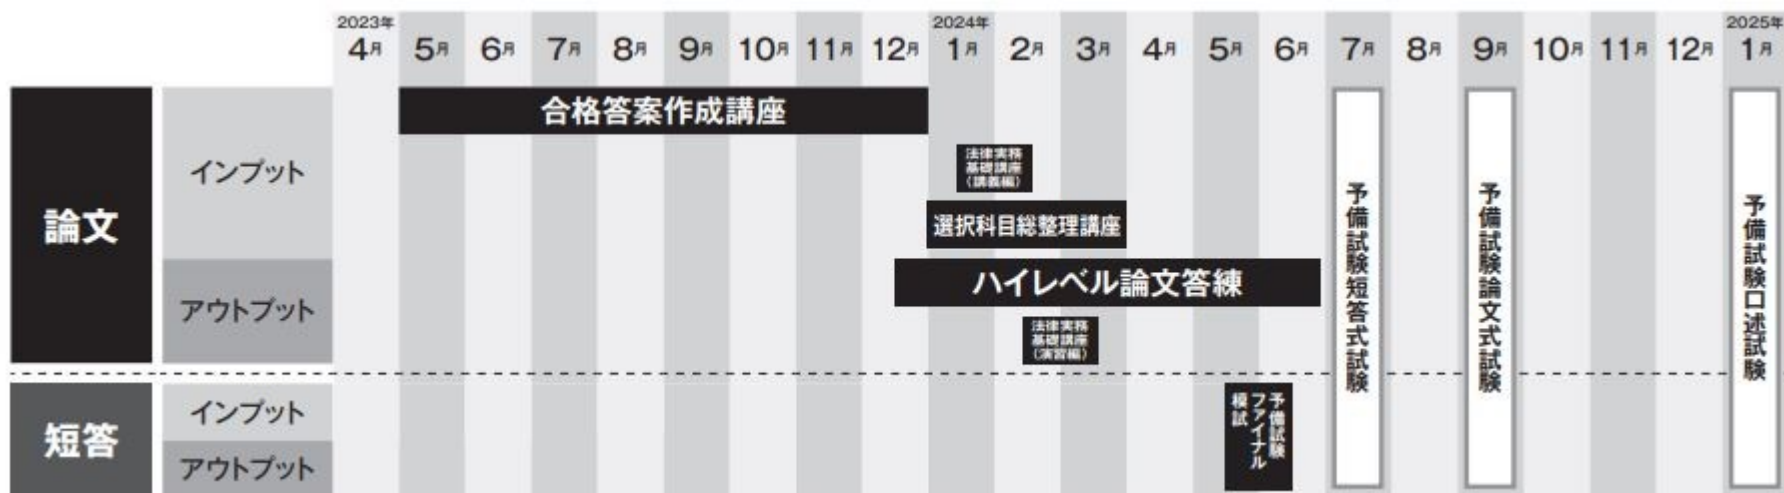 2023年
2024年
2025年
4月 5月 6月 7月 8月 9月 10月 11月 12月 1月 2月 3月 4月 5月 6月 7月 8月 9月 10月 11月 12月 1月
論文
インプット
アウトプット
合格答案作成講座
法律実務
基礎講座
(講義編)
選択科目総整理講座
ハイレベル論文答練
法律実務
基礎講座
(演習編)
短答
インプット
アウトプット
予備試験
ファイナル
模試
予備試験短答式試験
予備試験論文式試験
予備試験口述試験